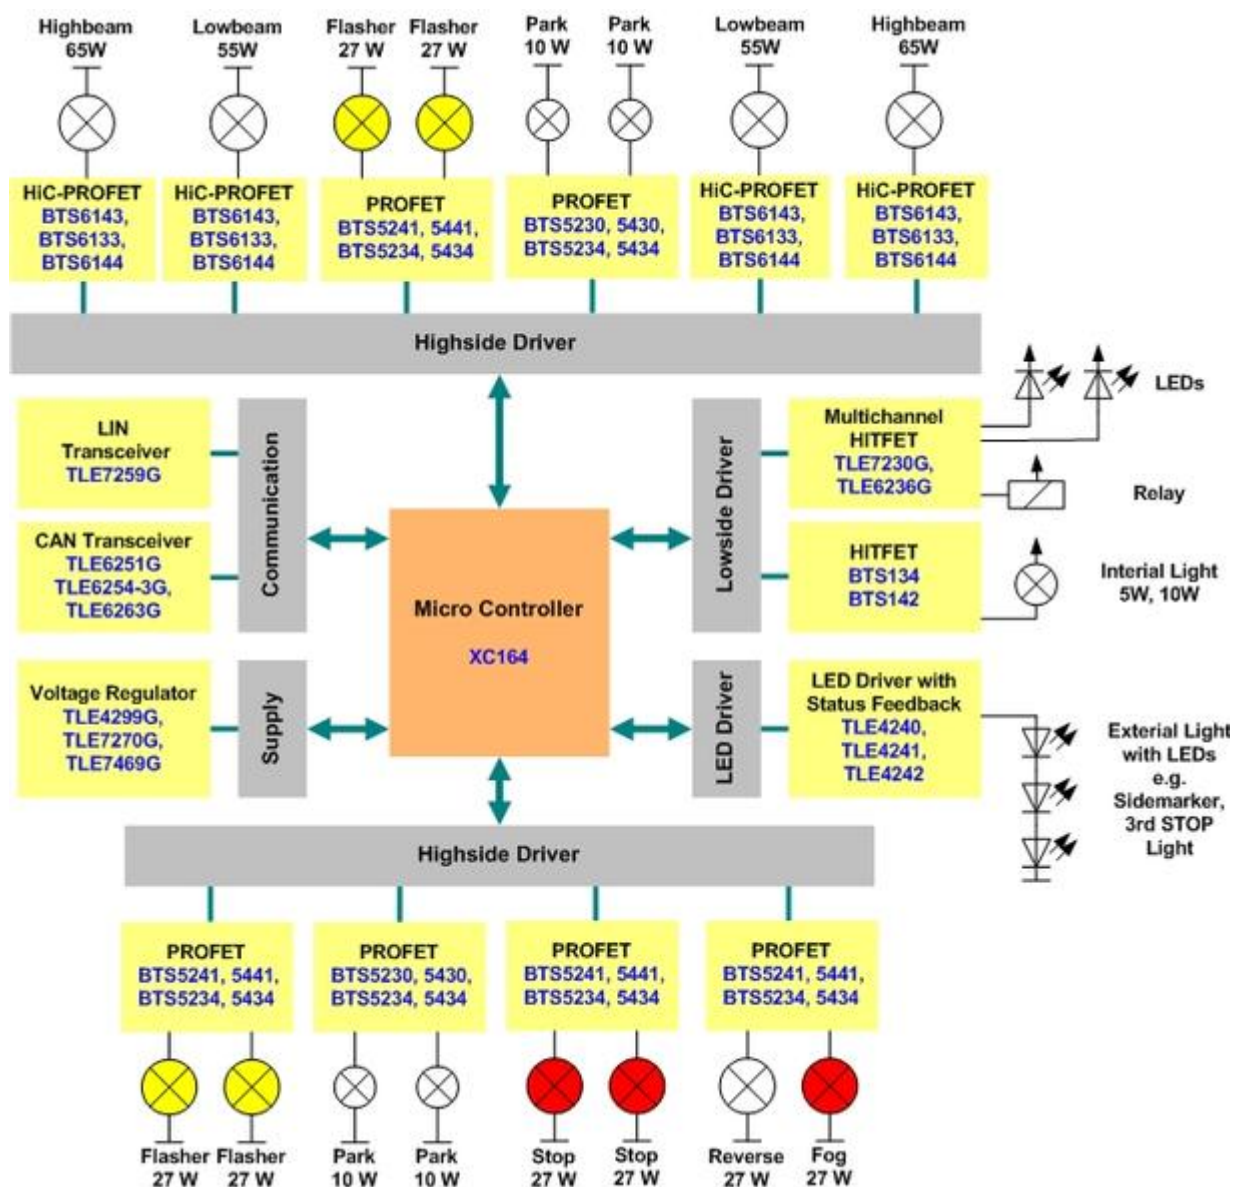 Highbeam
65W
Lowbeam
55W
Flasher
27 W
Flasher
27 W
Park
10 W
Park
10 W
Lowbeam
55W
Highbeam
65W
HiC-PROFET
BTS6143,
BTS6133,
BTS6144
HiC-PROFET
BTS6143,
BTS6133,
BTS6144
PROFET
BTS5241, 5441,
BTS5234, 5434
PROFET
BTS5230, 5430,
BTS5234, 5434
HiC-PROFET
BTS6143,
BTS6133,
BTS6144
HiC-PROFET
BTS6143,
BTS6133,
BTS6144
Highside Driver
LIN
Transceiver
TLE7259G
CAN Transceiver
TLE6251G
TLE6254-3G,
TLE6263G
Communication
Voltage Regulator
TLE4299G,
TLE7270G,
TLE7469G
Supply
Micro Controller
XC164
Lowside Driver
Multichannel
HITFET
TLE7230G,
TLE6236G
LEDs
Relay
HITFET
BTS134
BTS142
Interial Light
5W, 10W
LED Driver
LED Driver with
Status Feedback
TLE4240,
TLE4241,
TLE4242
Exterial Light
with LEDs
e.g.
Sidemarker,
3rd STOP
Light
Highside Driver
PROFET
BTS5241, 5441,
BTS5234, 5434
PROFET
BTS5230, 5430,
BTS5234, 5434
PROFET
BTS5241, 5441,
BTS5234, 5434
PROFET
BTS5241, 5441,
BTS5234, 5434
Flasher
27 W
Flasher
27 W
Park
10 W
Park
10 W
Stop
27 W
Stop
27 W
Reverse
27 W
Fog
27 W